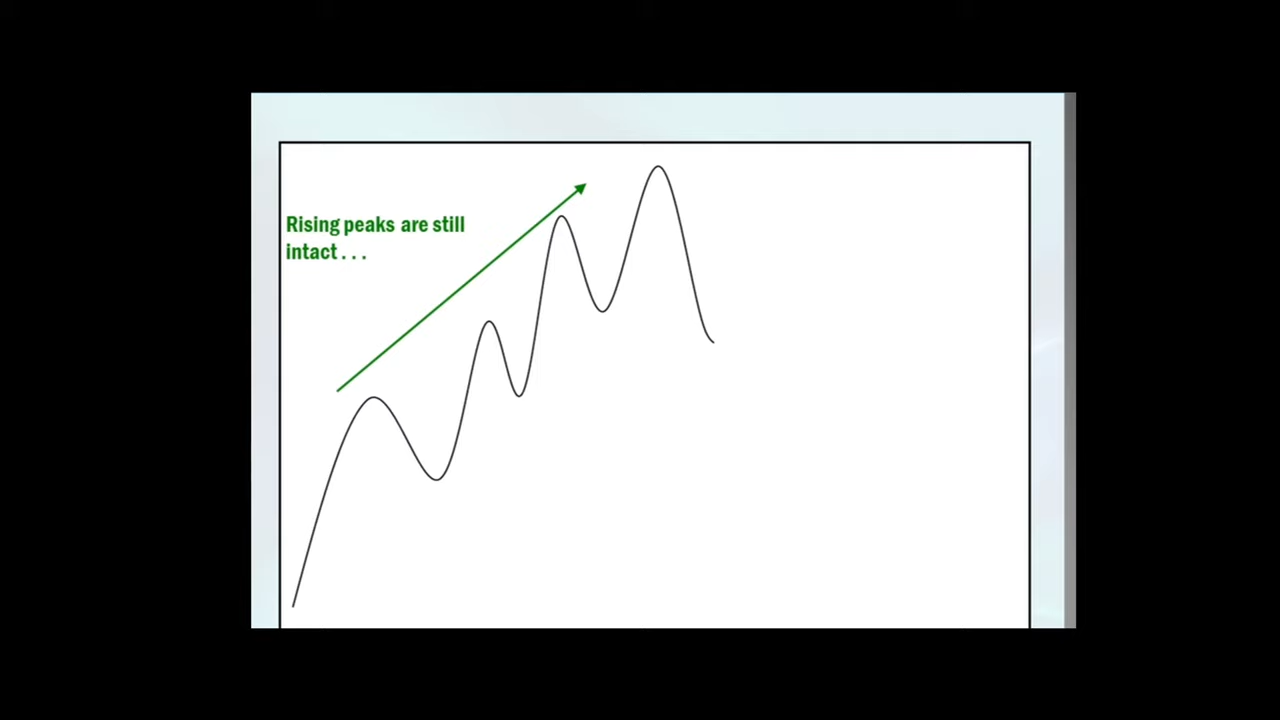 Rising peaks are still
intact . . .